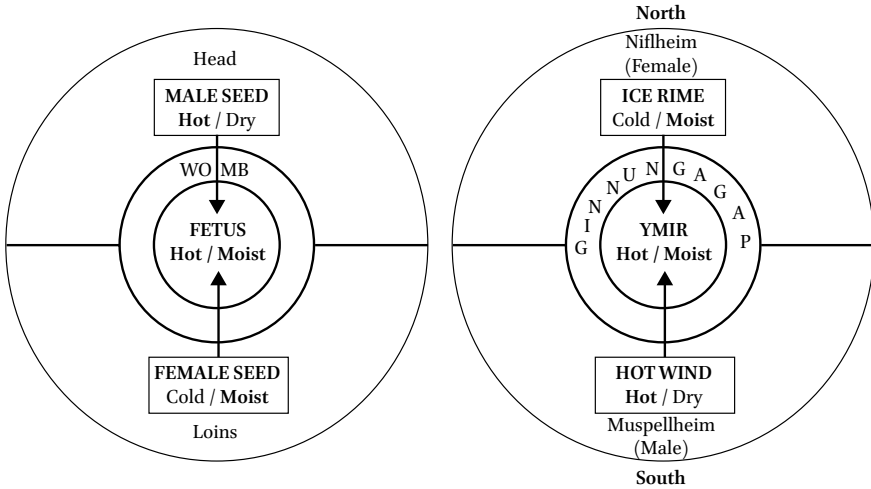 Head
MALE SEED
Hot / Dry
WOMB
FETUS
Hot / Moist
FEMALE SEED
Cold / Moist
Loins
North
Niflheim
(Female)
ICE RIME
Cold / Moist
GINNUNGAGAP
YMIR
Hot / Moist
HOT WIND
Hot / Dry
Muspellheim
(Male)
South